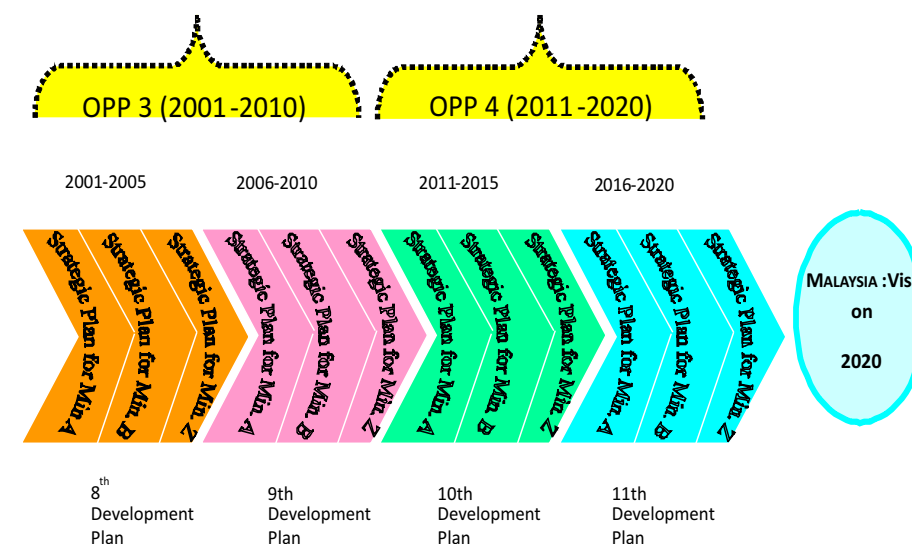 OPP 3 (2001-2010)
OPP 4 (2011-2020)
2001-2005
2006-2010
2011-2015
2016-2020
Strategic Plan for Min. A
Strategic Plan for Min. B
Strategic Plan for Min. Z
Strategic Plan for Min. A
Strategic Plan for Min. B
Strategic Plan for Min. Z
Strategic Plan for Min. A
Strategic Plan for Min. B
Strategic Plan for Min. Z
Strategic Plan for Min. A
Strategic Plan for Min. B
Strategic Plan for Min. Z
MALAYSIA :Vis
on
2020
8th
Development
Plan
9th
Development
Plan
10th
Development
Plan
11th
Development
Plan